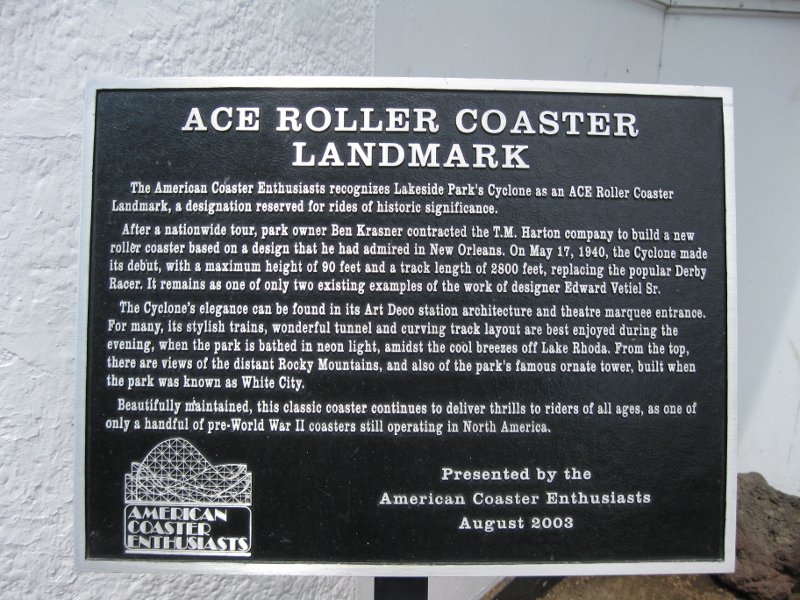 ACE ROLLER COASTER
LANDMARK
The American Coaster Enthusiasts recognizes Lakeside Park's Cyclone as an ACE Roller Coaster
Landmark, a designation reserved for rides of historic significance.
After a nationwide tour, park owner Ben Krasner contracted the T.M. Harton company to build a new
roller coaster based on a design that he had admired in New Orleans. On May 17, 1940, the Cyclone made
its debut, with a maximum height of 90 feet and a track length of 2800 feet, replacing the popular Derby
Racer. It remains as one of only two existing examples of the work of designer Edward Vetiel Sr.
The Cyclone's elegance can be found in its Art Deco station architecture and theatre marquee entrance.
For many, its stylish trains, wonderful tunnel and curving track layout are best enjoyed during the
evening, when the park is bathed in neon light, amidst the cool breezes off Lake Rhoda. From the top,
there are views of the distant Rocky Mountains, and also of the park's famous ornate tower, built when
the park was known as White City.
Beautifully maintained, this classic coaster continues to deliver thrills to riders of all ages, as one of
only a handful of pre-World War II coasters still operating in North America.
Presented by the
American Coaster Enthusiasts
August 2003
AMERICAN
COASTER
ENTHUSIASTS